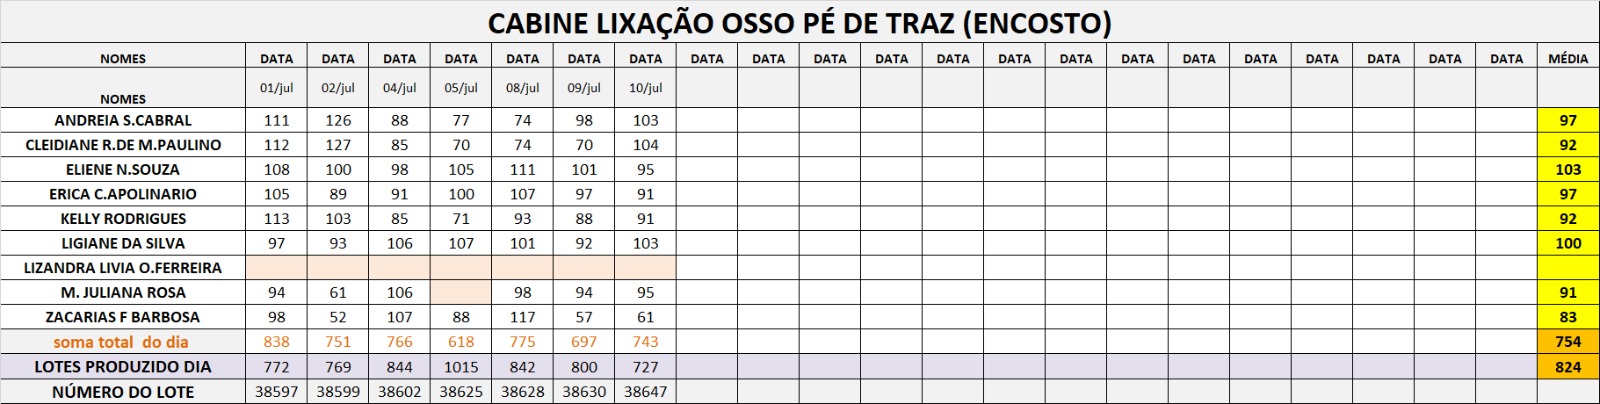 CABINE LIXAÇÃO OSSO PÉ DE TRAZ (ENCOSTO)
NOMES DATA DATA DATA DATA DATA DATA DATA DATA DATA DATA DATA DATA DATA DATA DATA DATA DATA DATA DATA DATA DATA MÉDIA
NOMES 01/jul 02/jul 04/jul 05/jul 08/jul 09/jul 10/jul
ANDREIA S.CABRAL 111 126 88 77 74 98 103 97
CLEIDIANE R.DE M.PAULINO 112 127 85 70 74 70 104 92
ELIENE N.SOUZA 108 100 98 105 111 101 95 103
ERICA C.APOLINARIO 105 89 91 100 107 97 91 97
KELLY RODRIGUES 113 103 85 71 93 88 91 92
LIGIANE DA SILVA 97 93 106 107 101 92 103 100
LIZANDRA LIVIA O.FERREIRA
M. JULIANA ROSA 94 61 106 98 94 95 91
ZACARIAS F BARBOSA 98 52 107 88 117 57 61 83
soma total do dia 838 751 766 618 775 697 743 754
LOTES PRODUZIDO DIA 772 769 844 1015 842 800 727 824
NÚMERO DO LOTE 38597 38599 38602 38625 38628 38630 38647